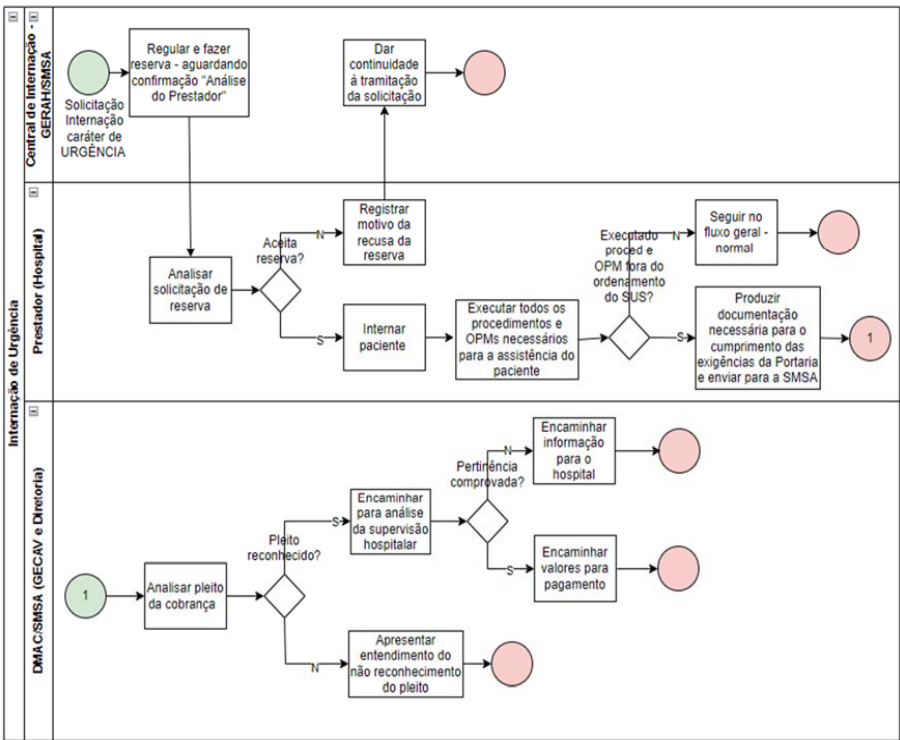 Internação de Urgência
Central de Internação -
GERAH/SMSA
Solicitação
Internação
caráter de
URGÊNCIA
Regular e fazer
reserva - aguardando
confirmação "Análise
do Prestador"
Dar
continuidade
à tramitação
da solicitação
Prestador (Hospital)
Analisar
solicitação de
reserva
Aceita
reserva?
N
Registrar
motivo da
recusa da
reserva
S
Internar
paciente
Executar todos os
procedimentos e
OPMs necessários
para a assistência do
paciente
Executado
proced e
OPM fora do
ordenamento
do SUS?
N
Seguir no
fluxo geral -
normal
S
Produzir
documentação
necessária para o
cumprimento das
exigências da Portaria
e enviar para a SMSA
1
DMAC/SMSA (GECAV e Diretoria)
1
Analisar pleito
da cobrança
Pleito
reconhecido?
S
Encaminhar
para análise
da supervisão
hospitalar
Pertinência
comprovada?
N
Encaminhar
informação
para o
hospital
S
Encaminhar
valores para
pagamento
N
Apresentar
entendimento do
não reconhecimento
do pleito